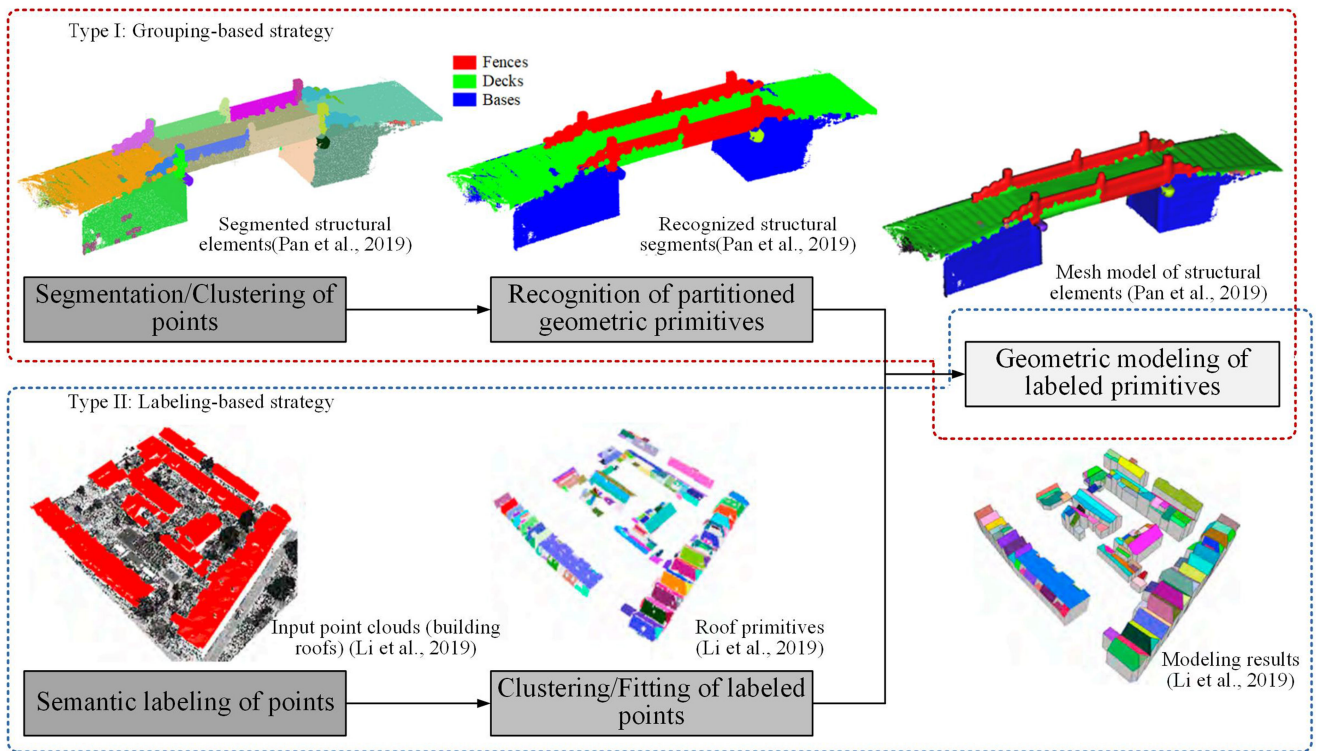 Type I: Grouping-based strategy
Fences
Decks
Bases
Segmented structural
elements(Pan et al., 2019)
Recognized structural
segments(Pan et al., 2019)
Mesh model of structural
elements (Pan et al., 2019)
Segmentation/Clustering of
points
Recognition of partitioned
geometric primitives
Geometric modeling of
labeled primitives
Type II: Labeling-based strategy
Input point clouds (building
roofs) (Li et al., 2019)
Roof primitives
(Li et al., 2019)
Modeling results
(Li et al., 2019)
Semantic labeling of points
Clustering/Fitting of labeled
points